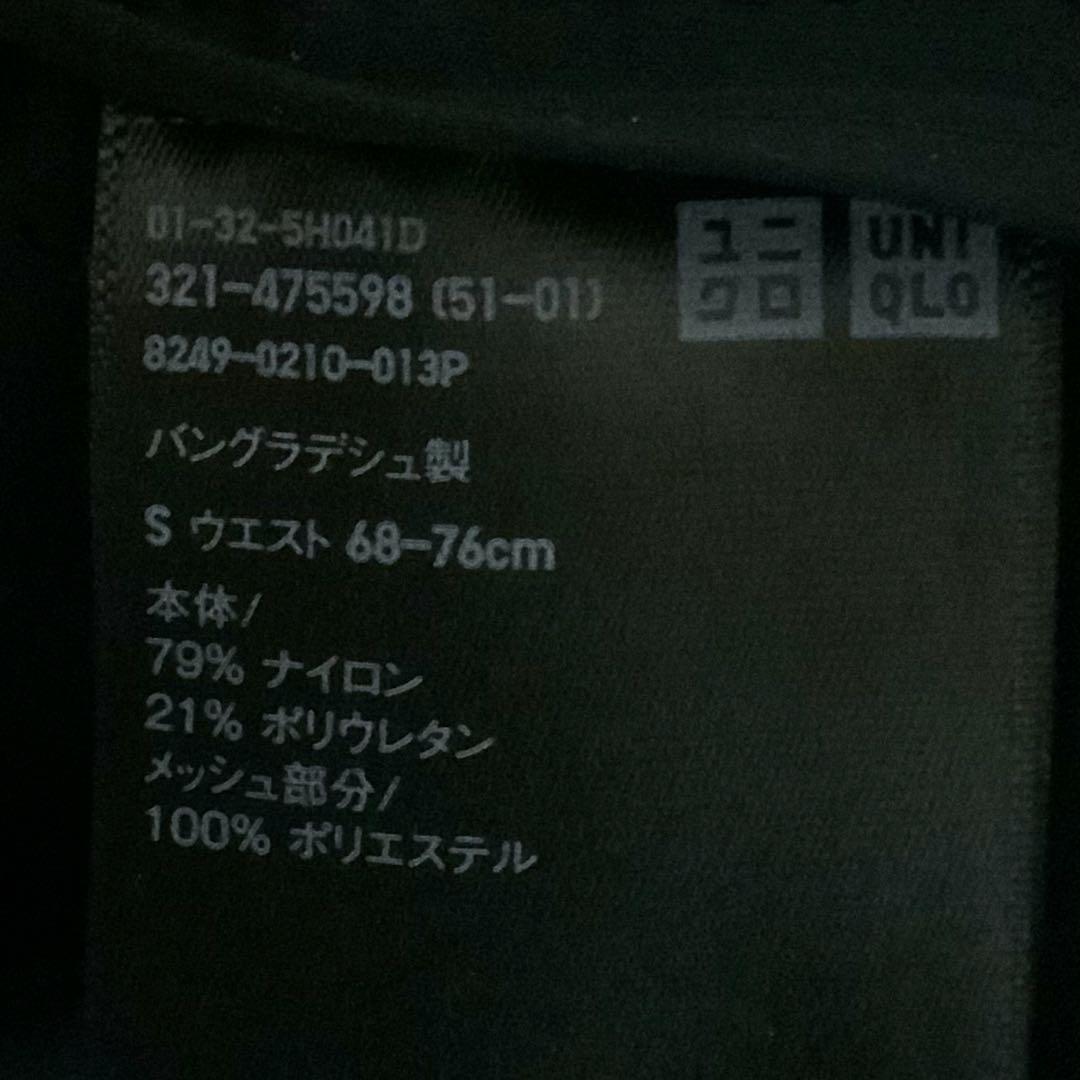 01-32-5H041D
321-475598 (51-01)
8249-0210-013P
ユニ
クロ
UNI
QLO
バングラデシュ製
S ウエスト 68-76cm
本体/
79% ナイロン
21% ポリウレタン
メッシュ部分/
100% ポリエステル